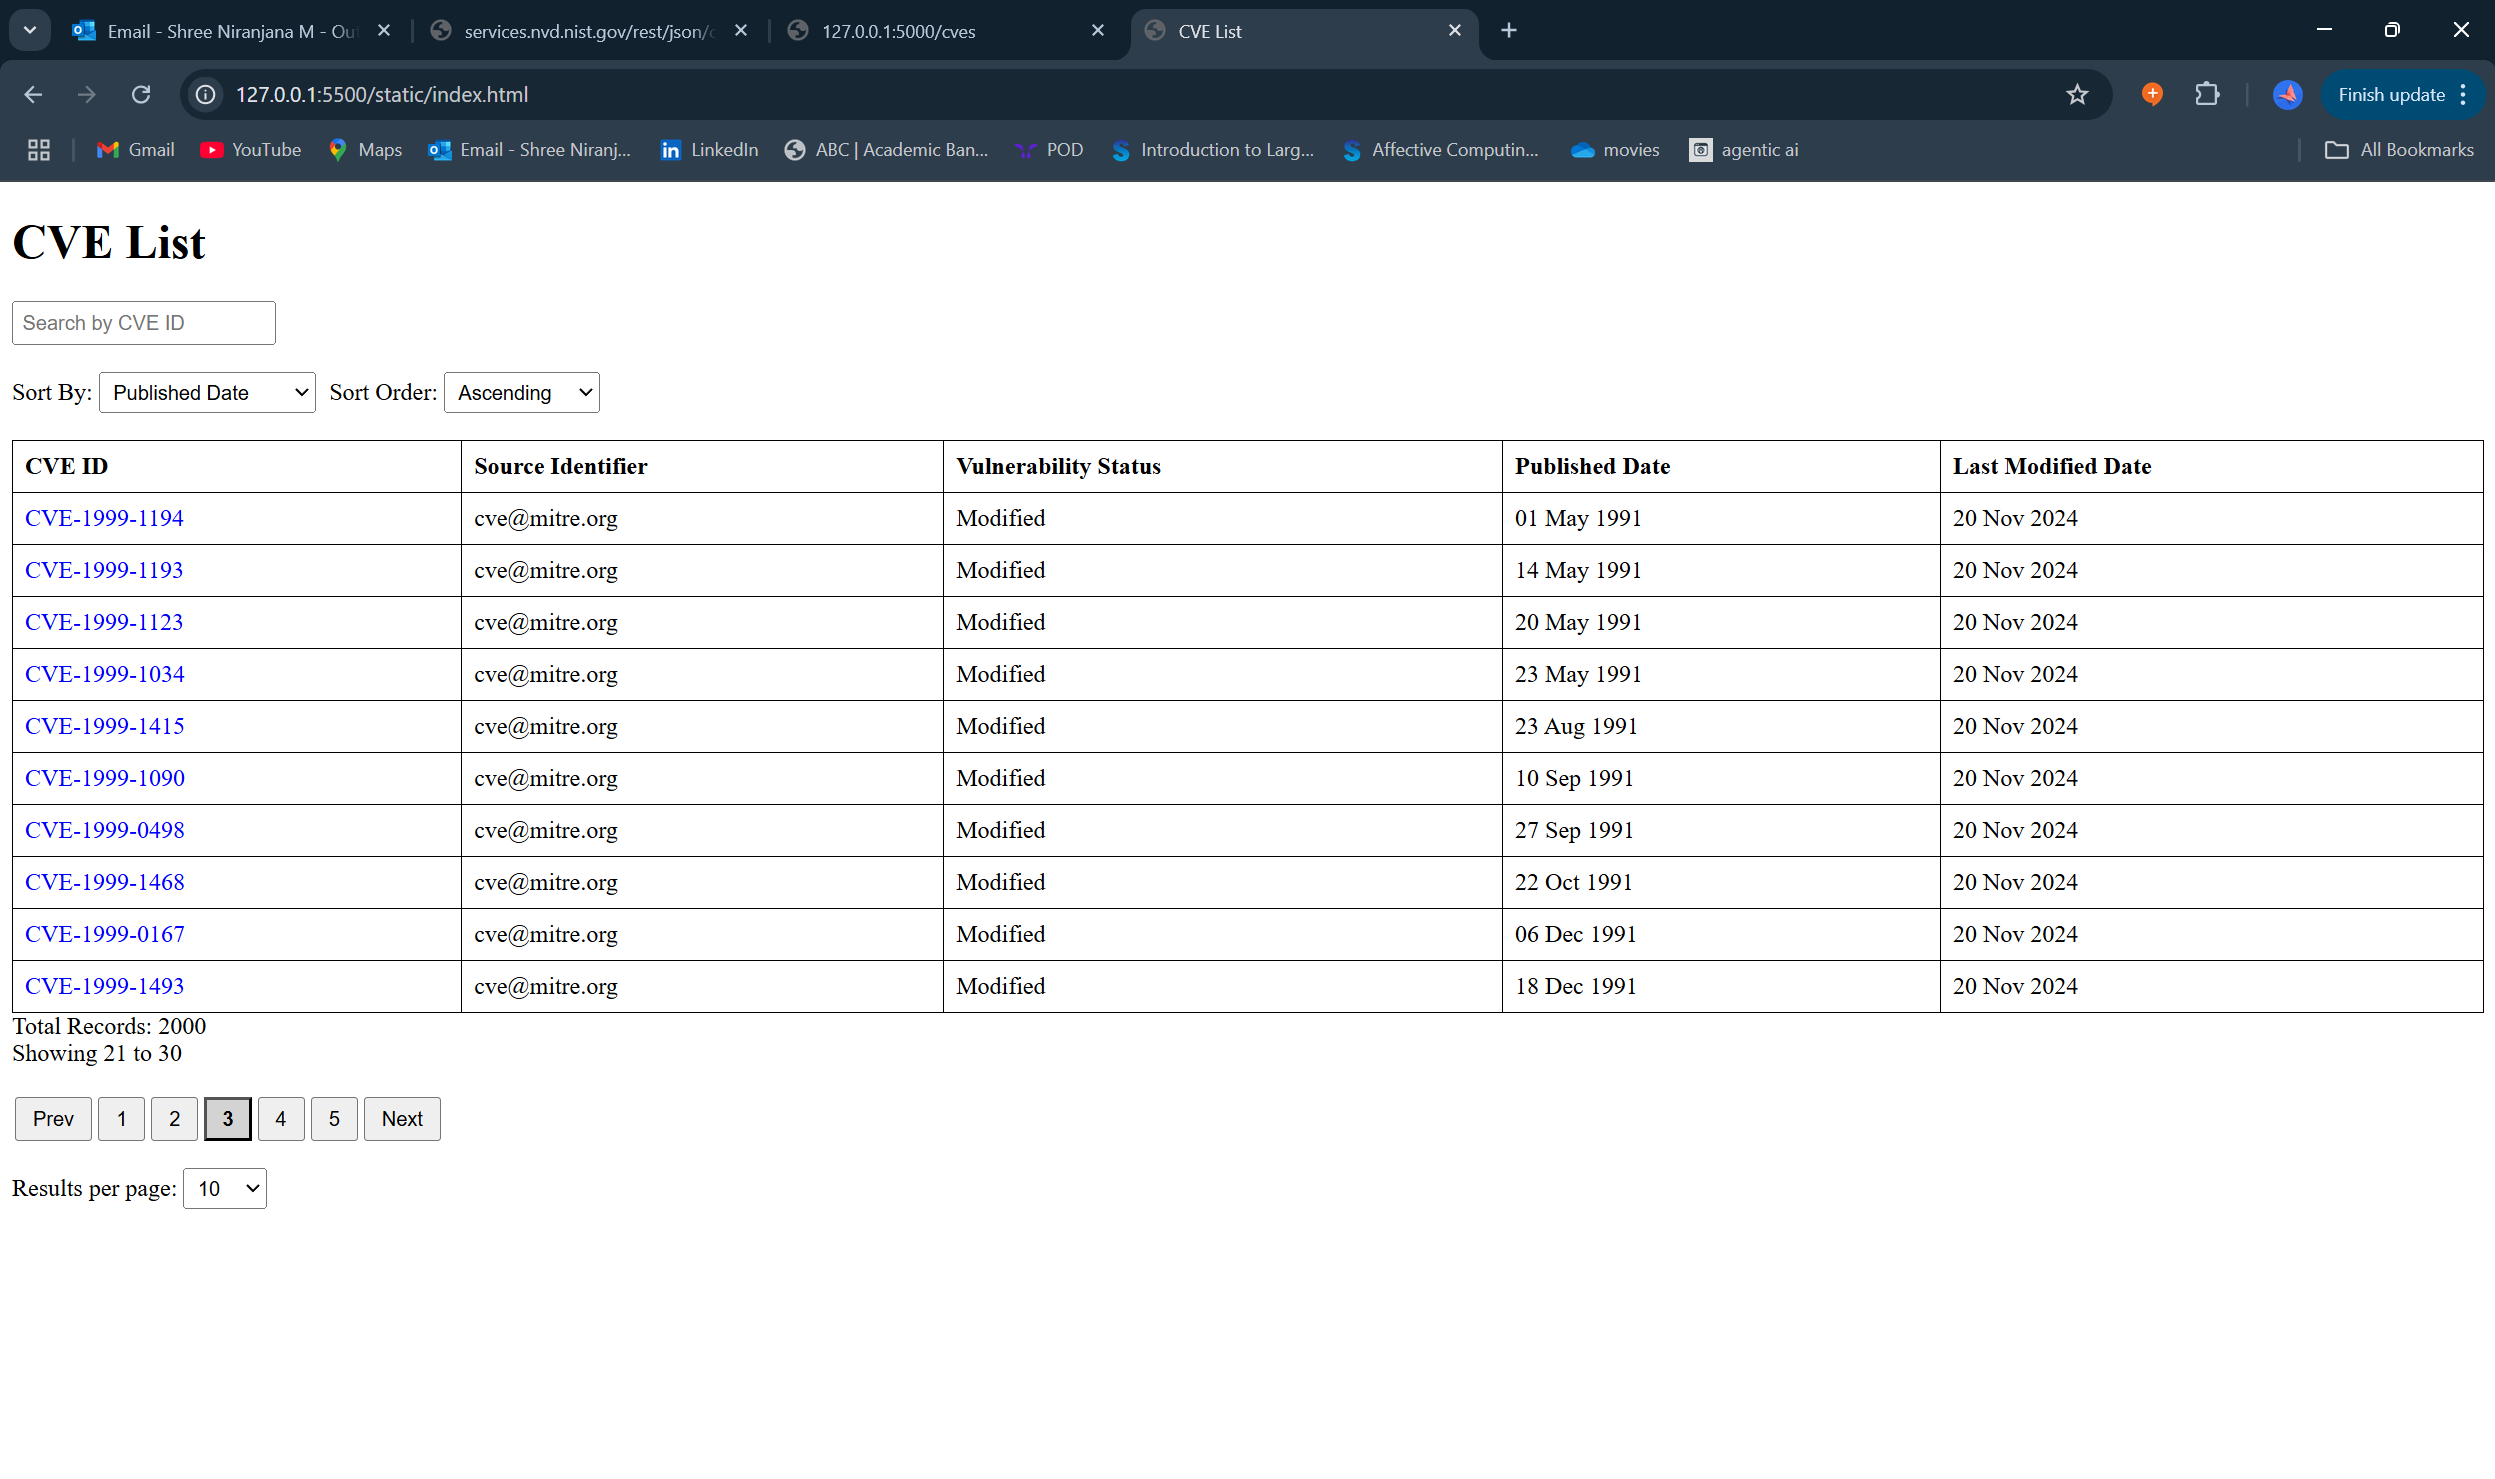 Email - Shree Niranjana M - Ou
services.nvd.nist.gov/rest/json/c
127.0.0.1:5000/cves
CVE List
127.0.0.1:5500/static/index.html
Finish update
Gmail YouTube Maps Email - Shree Niranj... LinkedIn ABC | Academic Ban... POD Introduction to Larg... Affective Computin... movies agentic ai All Bookmarks
CVE List
Search by CVE ID
Sort By: Published Date Sort Order: Ascending
CVE ID Source Identifier Vulnerability Status Published Date Last Modified Date
CVE-1999-1194 cve@mitre.org Modified 01 May 1991 20 Nov 2024
CVE-1999-1193 cve@mitre.org Modified 14 May 1991 20 Nov 2024
CVE-1999-1123 cve@mitre.org Modified 20 May 1991 20 Nov 2024
CVE-1999-1034 cve@mitre.org Modified 23 May 1991 20 Nov 2024
CVE-1999-1415 cve@mitre.org Modified 23 Aug 1991 20 Nov 2024
CVE-1999-1090 cve@mitre.org Modified 10 Sep 1991 20 Nov 2024
CVE-1999-0498 cve@mitre.org Modified 27 Sep 1991 20 Nov 2024
CVE-1999-1468 cve@mitre.org Modified 22 Oct 1991 20 Nov 2024
CVE-1999-0167 cve@mitre.org Modified 06 Dec 1991 20 Nov 2024
CVE-1999-1493 cve@mitre.org Modified 18 Dec 1991 20 Nov 2024
Total Records: 2000
Showing 21 to 30
Prev 1 2 3 4 5 Next
Results per page: 10